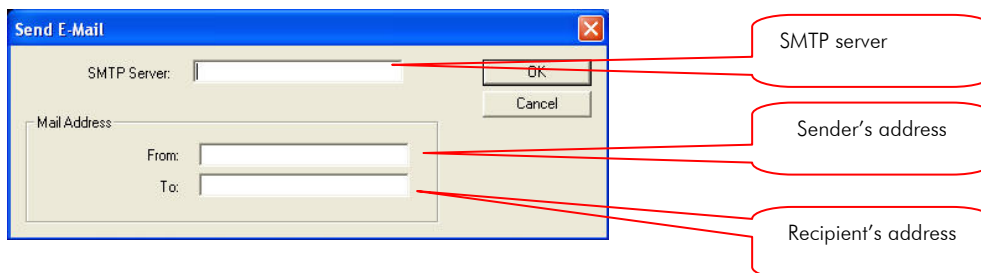 Send E-Mail
SMTP Server:
OK
Cancel
Mail Address
From:
To:
SMTP server
Sender's address
Recipient's address